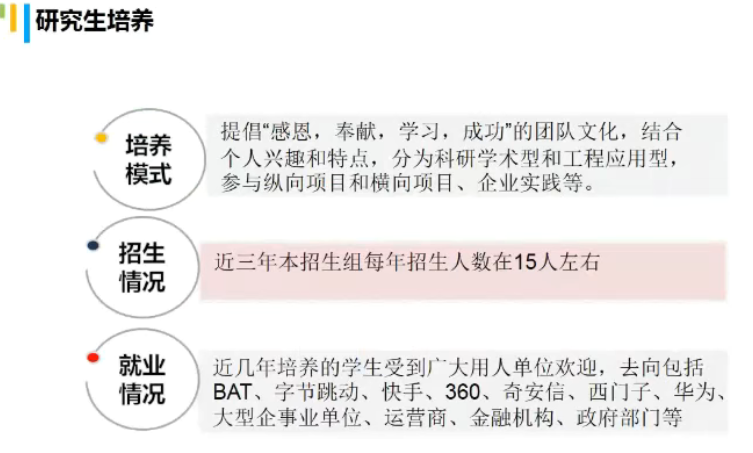 研究生培养
培养
模式
提倡“感恩，奉献，学习，成功”的团队文化，结合
个人兴趣和特点，分为科研学术型和工程应用型，
参与纵向项目和横向项目、企业实践等。
招生
情况
近三年本招生组每年招生人数在15人左右
就业
情况
近几年培养的学生受到广大用人单位欢迎，去向包括
BAT、字节跳动、快手、360、奇安信、西门子、华为、
大型企事业单位、运营商、金融机构、政府部门等